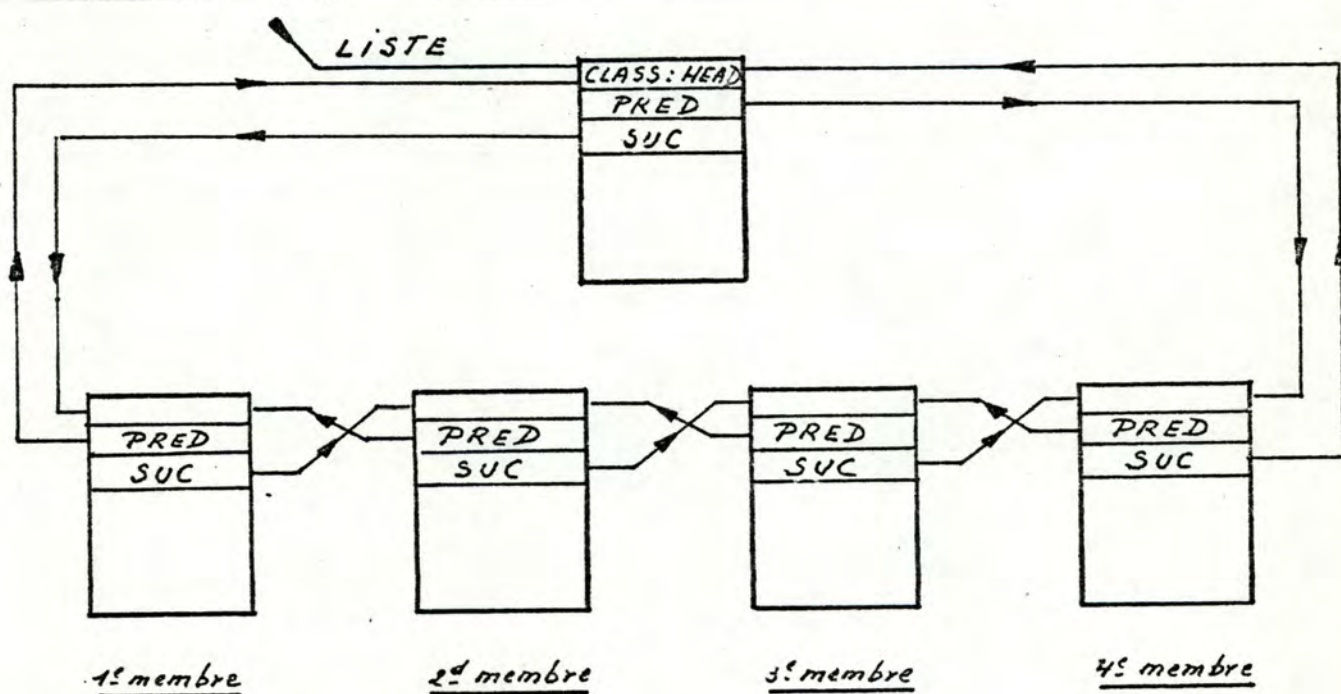 LISTE
CLASS: HEAD
PRED
SUC
PRED
SUC
PRED
SUC
PRED
SUC
PRED
SUC
1e membre
2d membre
3e membre
4e membre